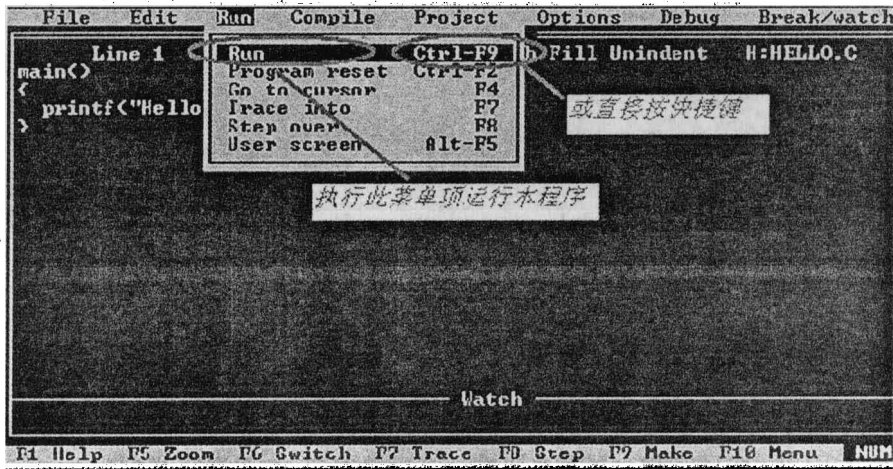 File Edit Run Compile Project Options Debug Break/watch
Line 1 Fill Unindent H:HELLO.C
Run Ctrl-F9
main() Program reset Ctrl-F2
{ Go to cursor F4
printf("Hello Trace into F7
} Step over F8
User screen Alt-F5
或直接按快捷键
执行此菜单项运行本程序
Watch
F1 Help F5 Zoom F6 Switch F7 Trace F8 Step F9 Make F10 Menu NUM